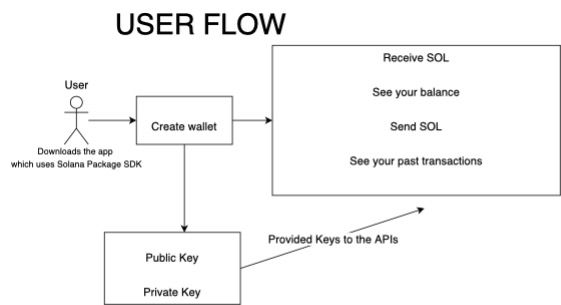 USER FLOW
User
Downloads the app
which uses Solana Package SDK
Create wallet
Receive SOL
See your balance
Send SOL
See your past transactions
Provided Keys to the APIs
Public Key
Private Key